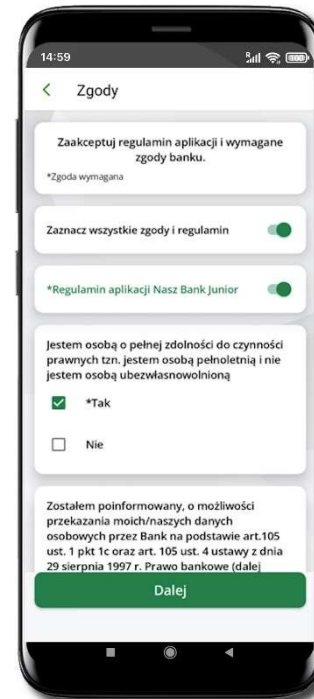 14:59
Zgody
Zaakceptuj regulamin aplikacji i wymagane
zgody banku.
*Zgoda wymagana
Zaznacz wszystkie zgody i regulamin
*Regulamin aplikacji Nasz Bank Junior
Jestem osobą o pełnej zdolności do czynności
prawnych tzn. jestem osobą pełnoletnią i nie
jestem osobą ubezwłasnowolnioną
*Tak
Nie
Zostałem poinformowany, o możliwości
przekazania moich/naszych danych
osobowych przez Bank na podstawie art.105
ust. 1 pkt 1c oraz art. 105 ust. 4 ustawy z dnia
29 sierpnia 1997 r. Prawo bankowe (dalej
Dalej